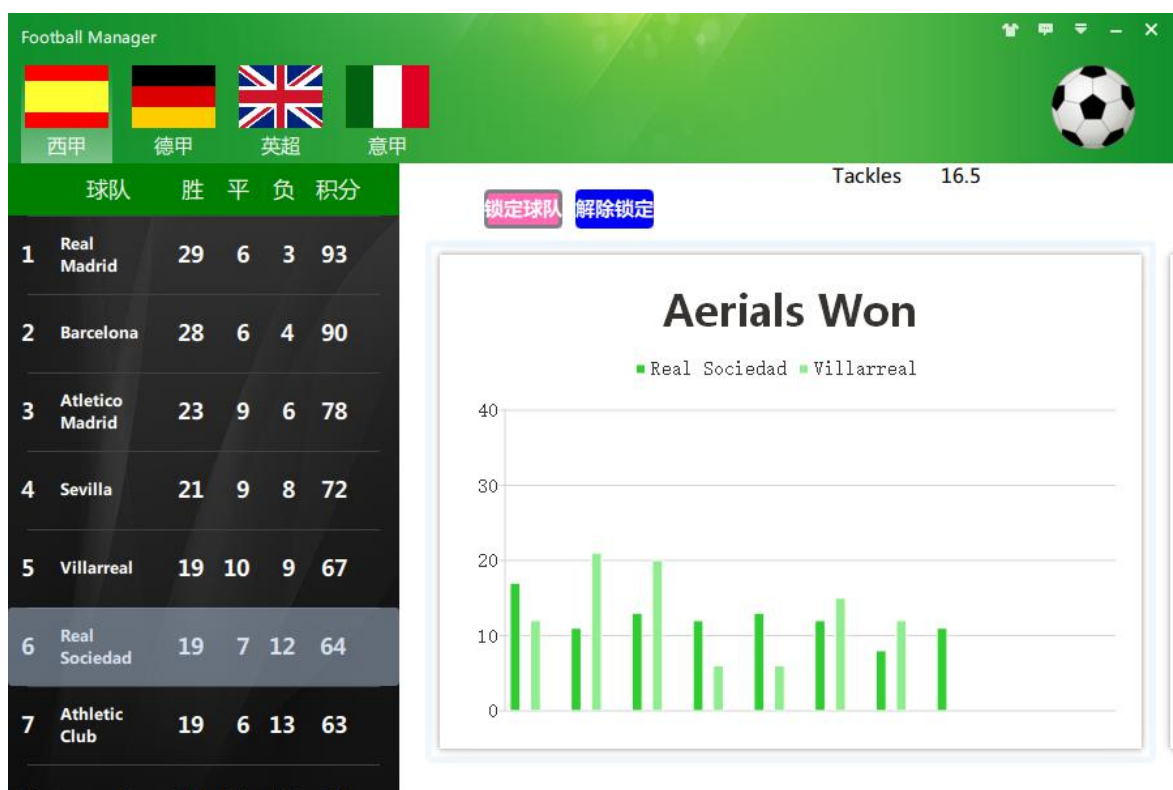 Football Manager
西甲 德甲 英超 意甲
球队 胜 平 负 积分
1 Real Madrid 29 6 3 93
2 Barcelona 28 6 4 90
3 Atletico Madrid 23 9 6 78
4 Sevilla 21 9 8 72
5 Villarreal 19 10 9 67
6 Real Sociedad 19 7 12 64
7 Athletic Club 19 6 13 63
Tackles 16.5
锁定球队 解除锁定
Aerials Won
Real Sociedad Villarreal
40
30
20
10
0